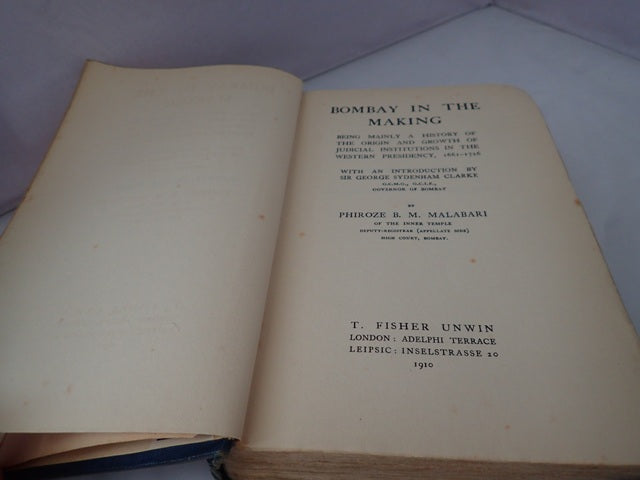 BOMBAY IN THE
MAKING
BEING MAINLY A HISTORY OF
THE ORIGIN AND GROWTH OF
JUDICIAL INSTITUTIONS IN THE
WESTERN PRESIDENCY, 1661–1726
WITH AN INTRODUCTION BY
SIR GEORGE SYDENHAM CLARKE
G.C.M.G., G.C.I.E.,
GOVERNOR OF BOMBAY
BY
PHIROZE B. M. MALABARI
OF THE INNER TEMPLE
DEPUTY-REGISTRAR (APPELLATE SIDE)
HIGH COURT, BOMBAY.
T. FISHER UNWIN
LONDON: ADELPHI TERRACE
LEIPSIC: INSELSTRASSE 20
1910